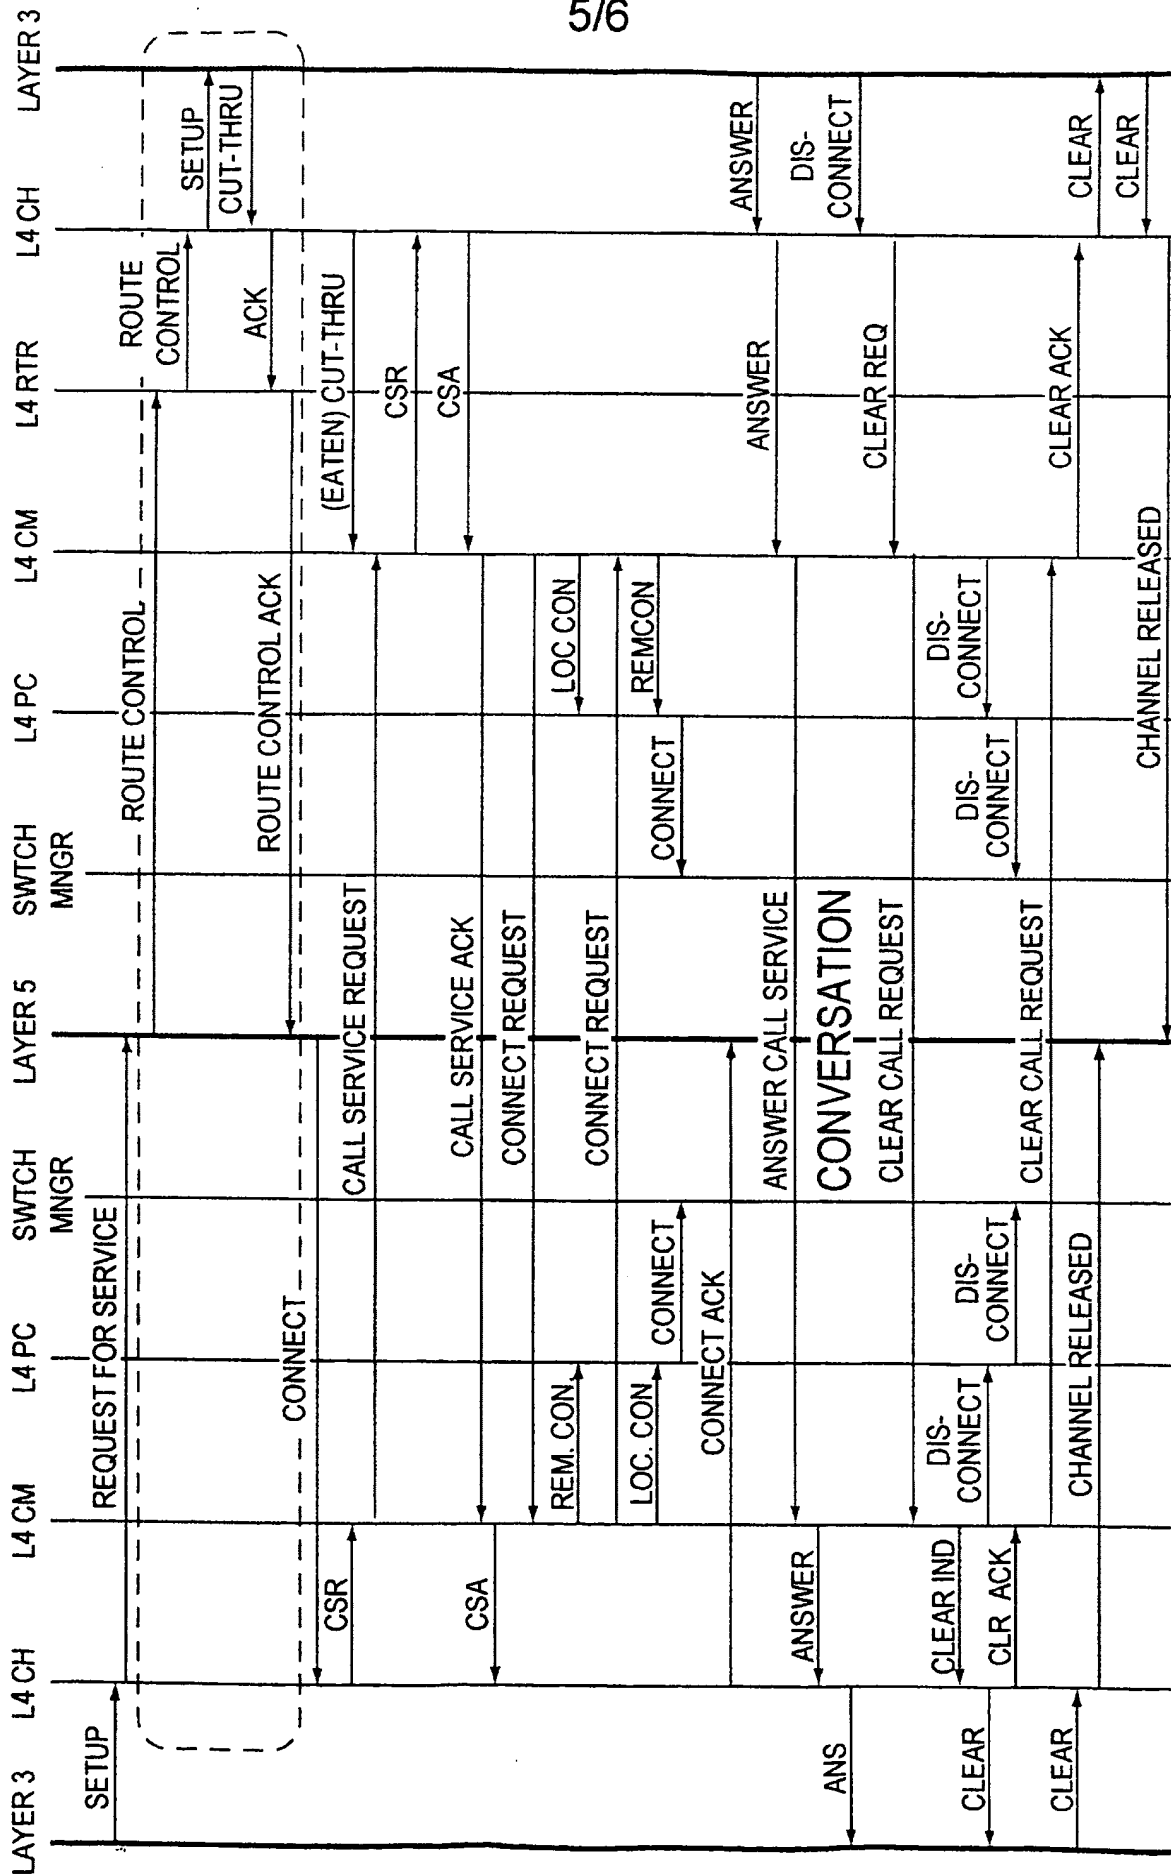 5/6
LAYER 3
L4 CH
L4 CM
L4 PC
SWTCH
MNGR
LAYER 5
SWTCH
MNGR
L4 PC
L4 CM
L4 RTR
L4 CH
LAYER 3
SETUP
REQUEST FOR SERVICE
ROUTE CONTROL
ROUTE
CONTROL
SETUP
CUT-THRU
ACK
ROUTE CONTROL ACK
CONNECT
CSR
(EATEN) CUT-THRU
CALL SERVICE REQUEST
CSR
CSA
CALL SERVICE ACK
CSA
CONNECT REQUEST
REM. CON.
LOC CON
CONNECT REQUEST
LOC. CON
REMCON
CONNECT
CONNECT
CONNECT ACK
ANSWER
ANSWER
ANSWER CALL SERVICE
ANSWER
ANS
CONVERSATION
DIS-
CONNECT
CLEAR REQ
CLEAR CALL REQUEST
CLEAR IND
DIS-
CONNECT
DIS-
CONNECT
CLEAR
CLR ACK
DIS-
CONNECT
DIS-
CONNECT
CLEAR CALL REQUEST
CLEAR ACK
CLEAR
CHANNEL RELEASED
CLEAR
CLEAR
CHANNEL RELEASED